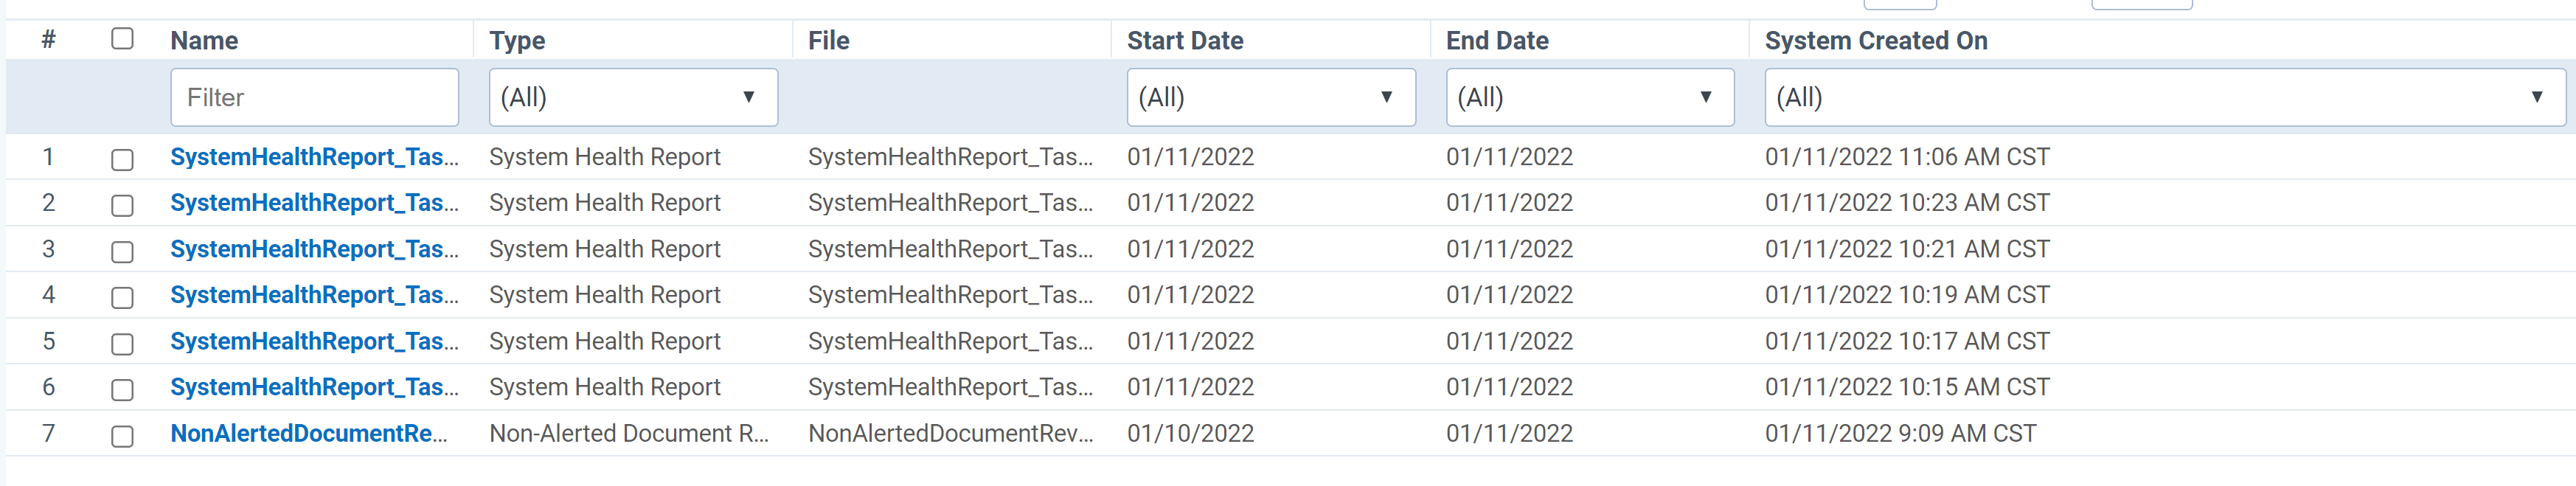 # Name Type File Start Date End Date System Created On
Filter (All) (All) (All) (All)
1 SystemHealthReport_Tas... System Health Report SystemHealthReport_Tas... 01/11/2022 01/11/2022 01/11/2022 11:06 AM CST
2 SystemHealthReport_Tas... System Health Report SystemHealthReport_Tas... 01/11/2022 01/11/2022 01/11/2022 10:23 AM CST
3 SystemHealthReport_Tas... System Health Report SystemHealthReport_Tas... 01/11/2022 01/11/2022 01/11/2022 10:21 AM CST
4 SystemHealthReport_Tas... System Health Report SystemHealthReport_Tas... 01/11/2022 01/11/2022 01/11/2022 10:19 AM CST
5 SystemHealthReport_Tas... System Health Report SystemHealthReport_Tas... 01/11/2022 01/11/2022 01/11/2022 10:17 AM CST
6 SystemHealthReport_Tas... System Health Report SystemHealthReport_Tas... 01/11/2022 01/11/2022 01/11/2022 10:15 AM CST
7 NonAlertedDocumentRe... Non-Alerted Document R... NonAlertedDocumentRev... 01/10/2022 01/11/2022 01/11/2022 9:09 AM CST